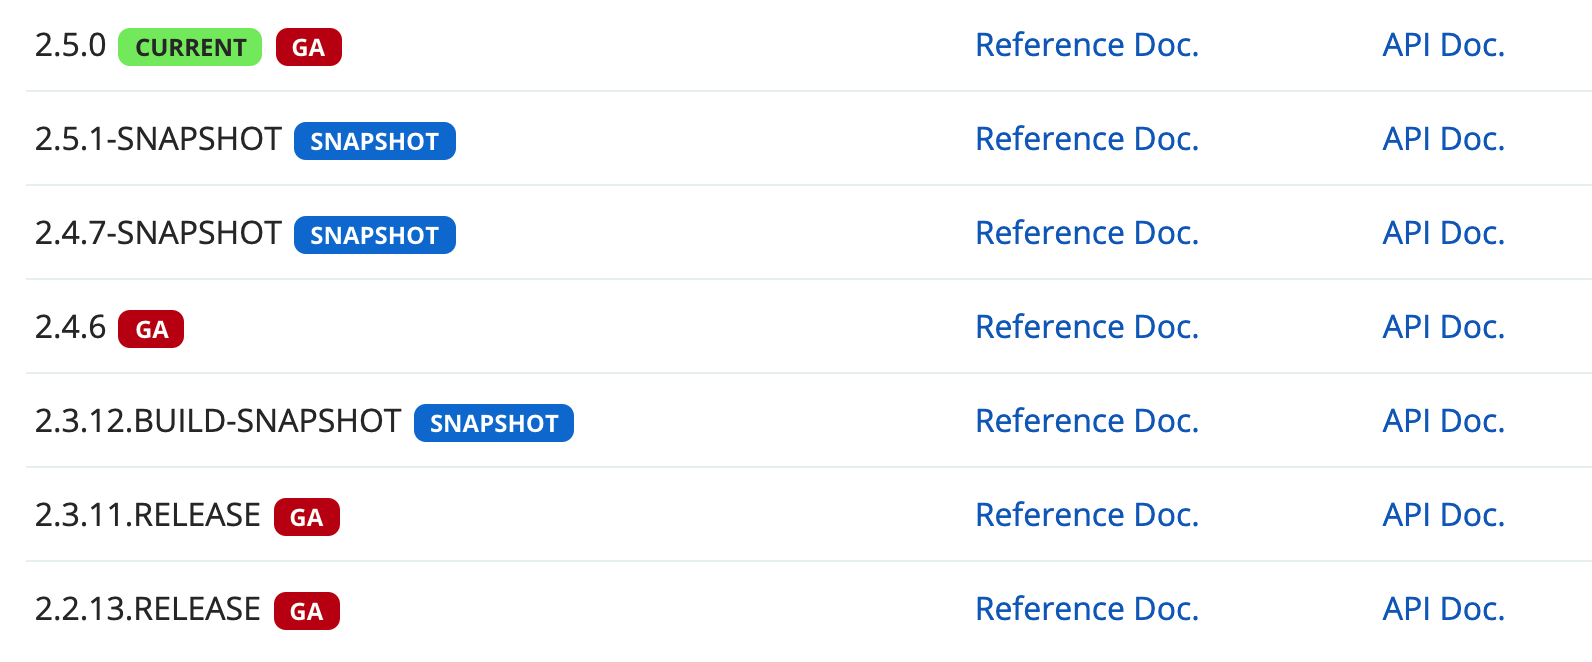 2.5.0 CURRENT GA Reference Doc. API Doc.
2.5.1-SNAPSHOT SNAPSHOT Reference Doc. API Doc.
2.4.7-SNAPSHOT SNAPSHOT Reference Doc. API Doc.
2.4.6 GA Reference Doc. API Doc.
2.3.12.BUILD-SNAPSHOT SNAPSHOT Reference Doc. API Doc.
2.3.11.RELEASE GA Reference Doc. API Doc.
2.2.13.RELEASE GA Reference Doc. API Doc.